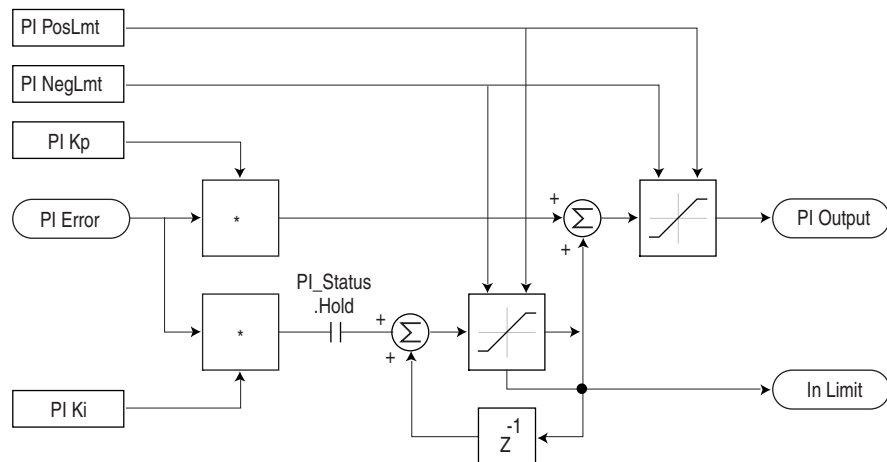 PI PosLmt
PI NegLmt
PI Kp
PI Error
*
+
Σ
+
PI Output
PI_Status
.Hold
*
+
Σ
+
PI Ki
In Limit
Z -1